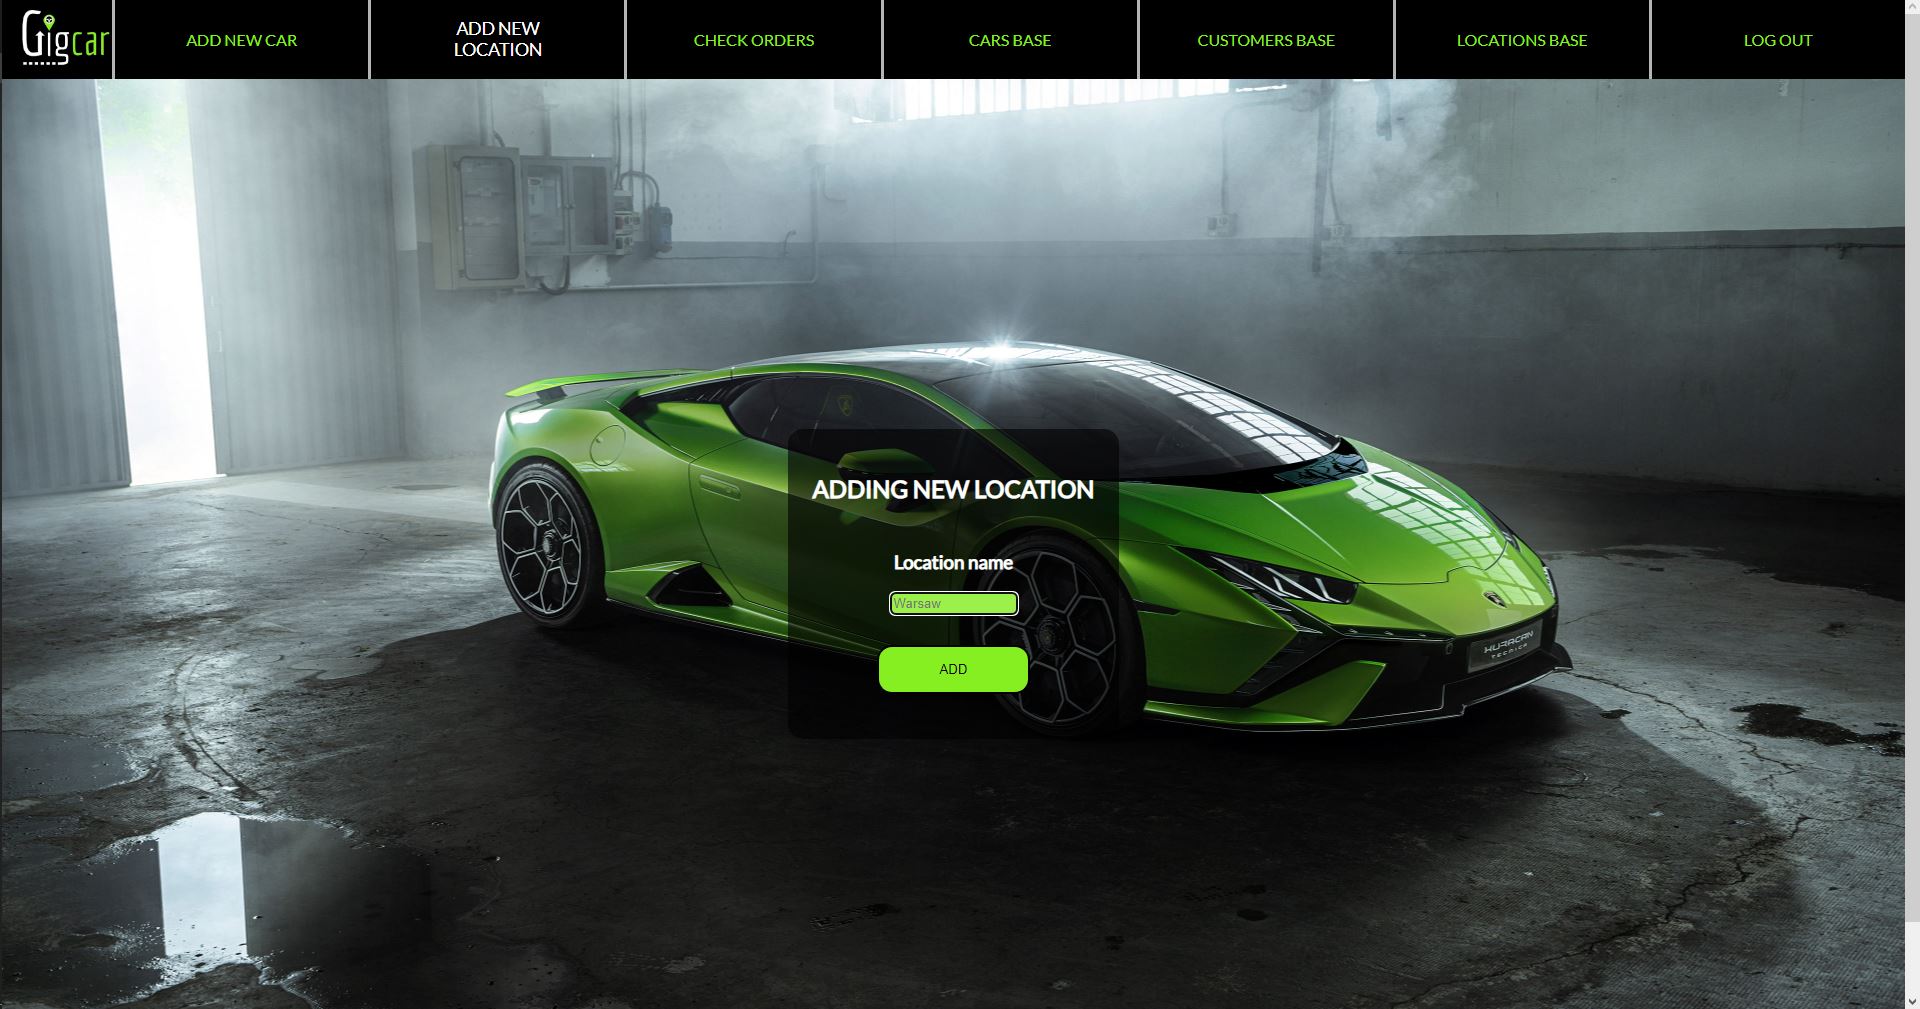 Gigcar
ADD NEW CAR
ADD NEW
LOCATION
CHECK ORDERS
CARS BASE
CUSTOMERS BASE
LOCATIONS BASE
LOG OUT
ADDING NEW LOCATION
Location name
Warsaw
ADD
HURACAN
TECNICA